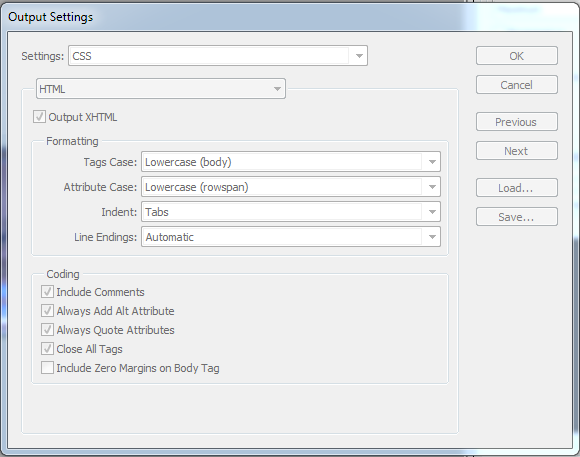 Output Settings
Settings: CSS
OK
HTML
Cancel
Output XHTML
Previous
Formatting
Next
Tags Case: Lowercase (body)
Attribute Case: Lowercase (rowspan)
Load...
Indent: Tabs
Save...
Line Endings: Automatic
Coding
Include Comments
Always Add Alt Attribute
Always Quote Attributes
Close All Tags
Include Zero Margins on Body Tag